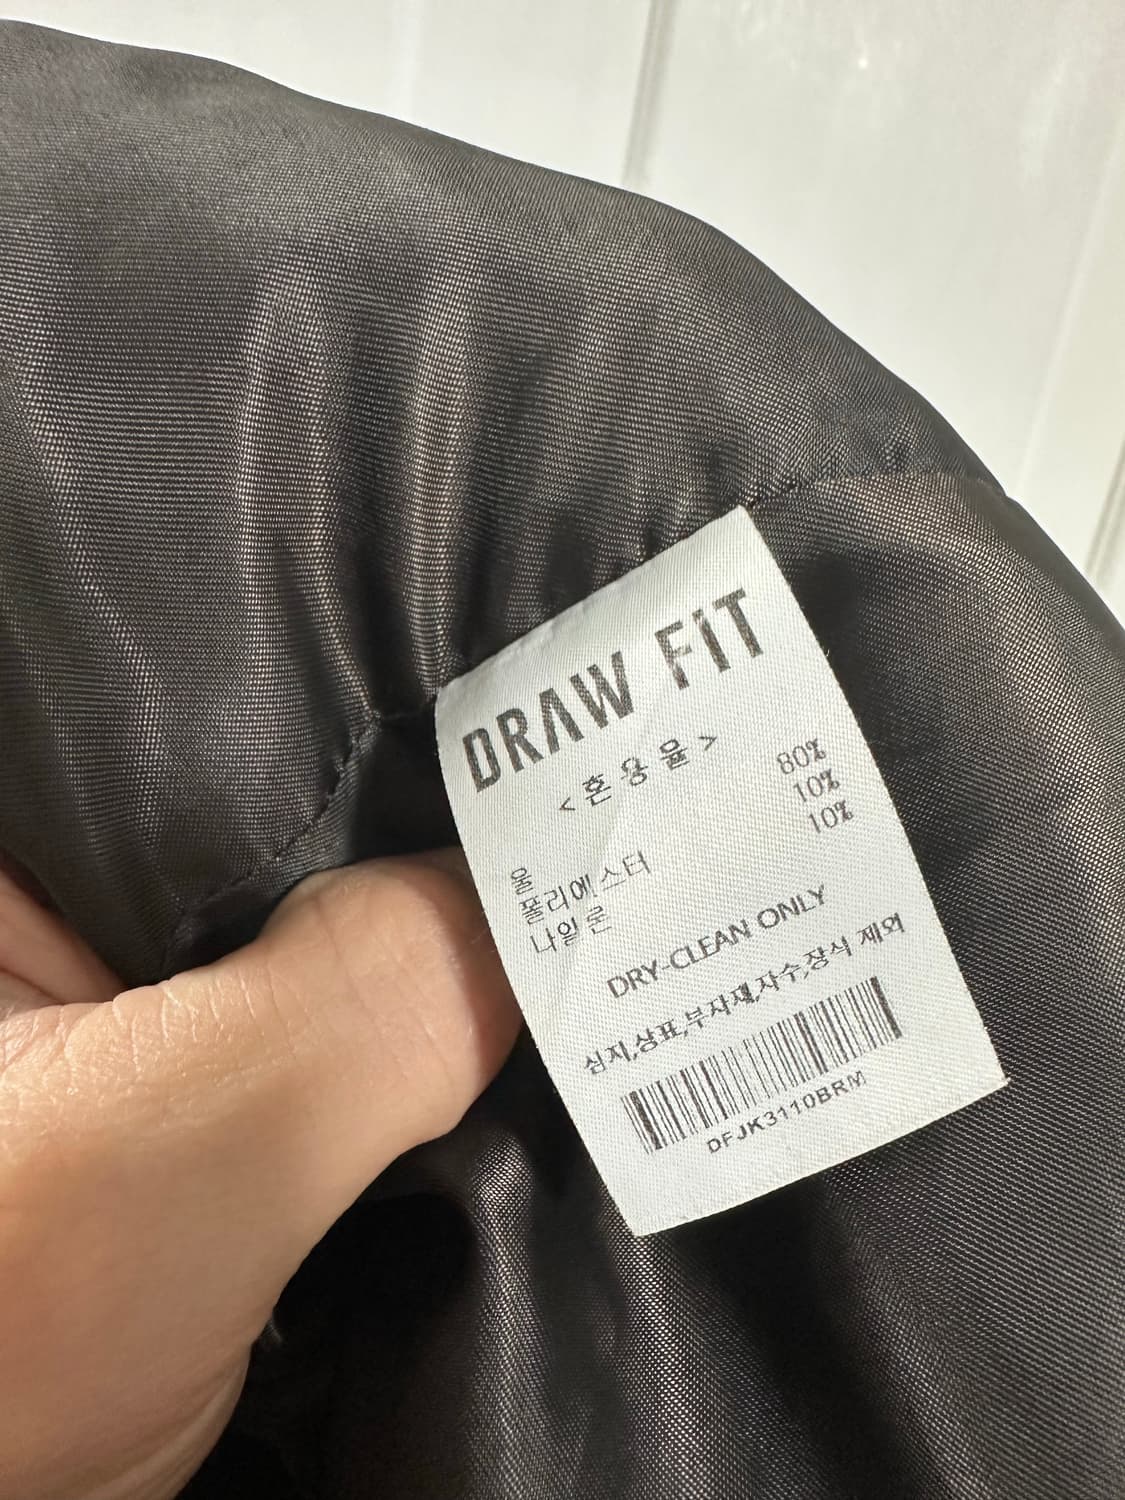 DRAW FIT
<혼용율>
울 80%
폴리에스터 10%
나일론 10%
DRY-CLEAN ONLY
심지,상표,부자재,자수,장식 제외
DFJK3110BRM